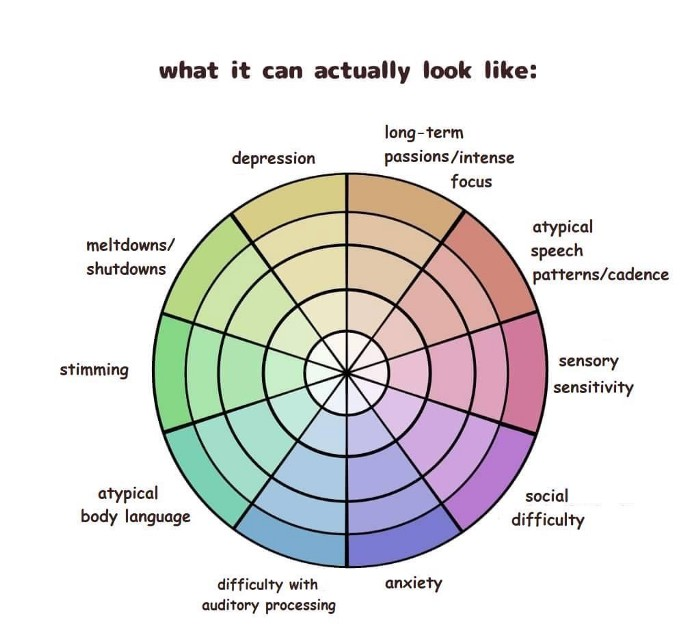 what it can actually look like:
long-term
passions/intense
focus
depression
atypical
speech
patterns/cadence
meltdowns/
shutdowns
sensory
sensitivity
stimming
social
difficulty
atypical
body language
anxiety
difficulty with
auditory processing